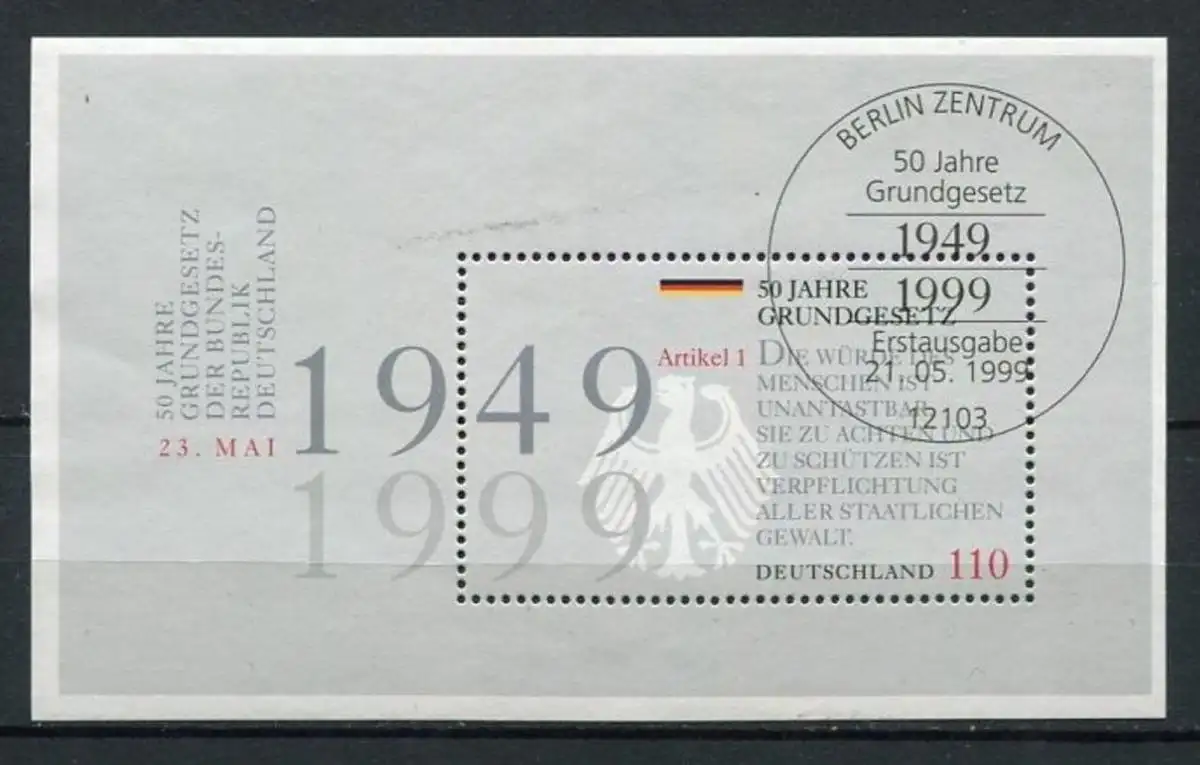 50 JAHRE
GRUNDGESETZ
DER BUNDES-
REPUBLIK
DEUTSCHLAND
23. MAI
1949
1999
50 JAHRE
GRUNDGESETZ
Artikel 1 DIE WÜRDE DES
MENSCHEN IST
UNANTASTBAR.
SIE ZU ACHTEN UND
ZU SCHÜTZEN IST
VERPFLICHTUNG
ALLER STAATLICHEN
GEWALT.
DEUTSCHLAND 110
BERLIN ZENTRUM
50 Jahre
Grundgesetz
1949
1999
Erstausgabe
21. 05. 1999
12103